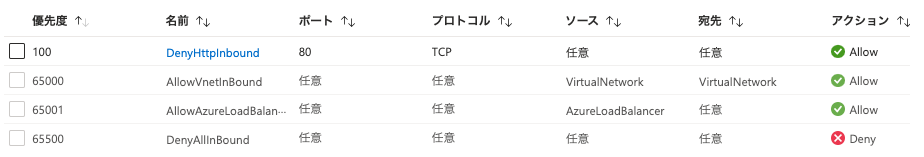 優先度 ↑↓ 名前 ↑↓ ポート ↑↓ プロトコル ↑↓ ソース ↑↓ 宛先 ↑↓ アクション ↑↓
100 DenyHttpInbound 80 TCP 任意 任意 Allow
65000 AllowVnetInBound 任意 任意 VirtualNetwork VirtualNetwork Allow
65001 AllowAzureLoadBalan… 任意 任意 AzureLoadBalancer 任意 Allow
65500 DenyAllInBound 任意 任意 任意 任意 Deny